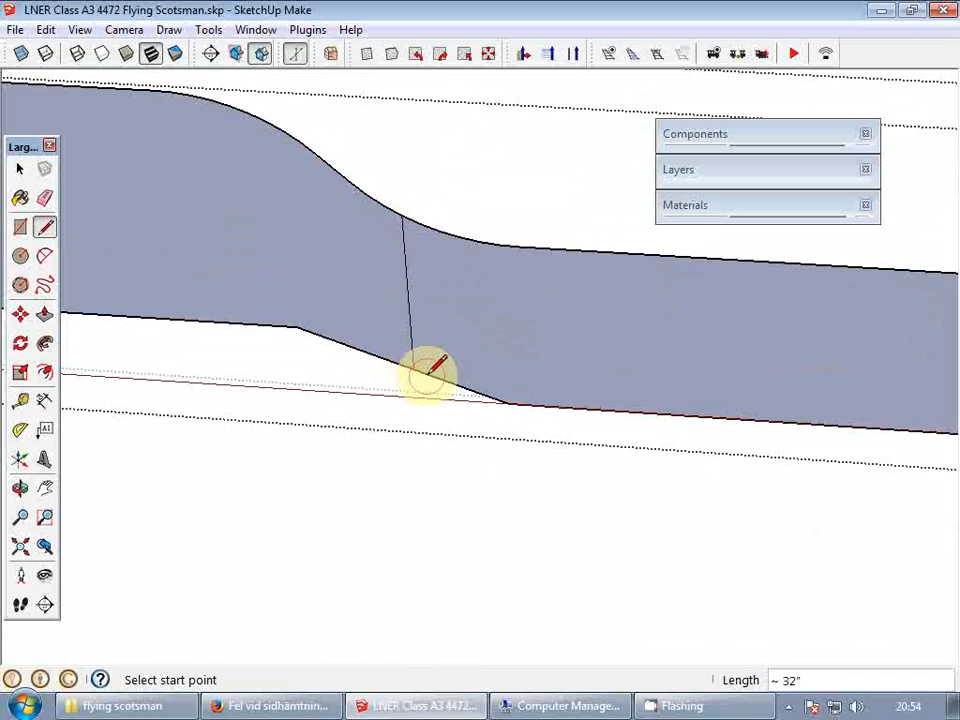 LNER Class A3 4472 Flying Scotsman.skp - SketchUp Make
File Edit View Camera Draw Tools Window Plugins Help
Larg...
Components
Layers
Materials
A1
Select start point
Length
~ 32"
flying scotsman
Fel vid sidhämtnin...
LNER Class A3 4472...
Computer Manage...
Flashing
20:54